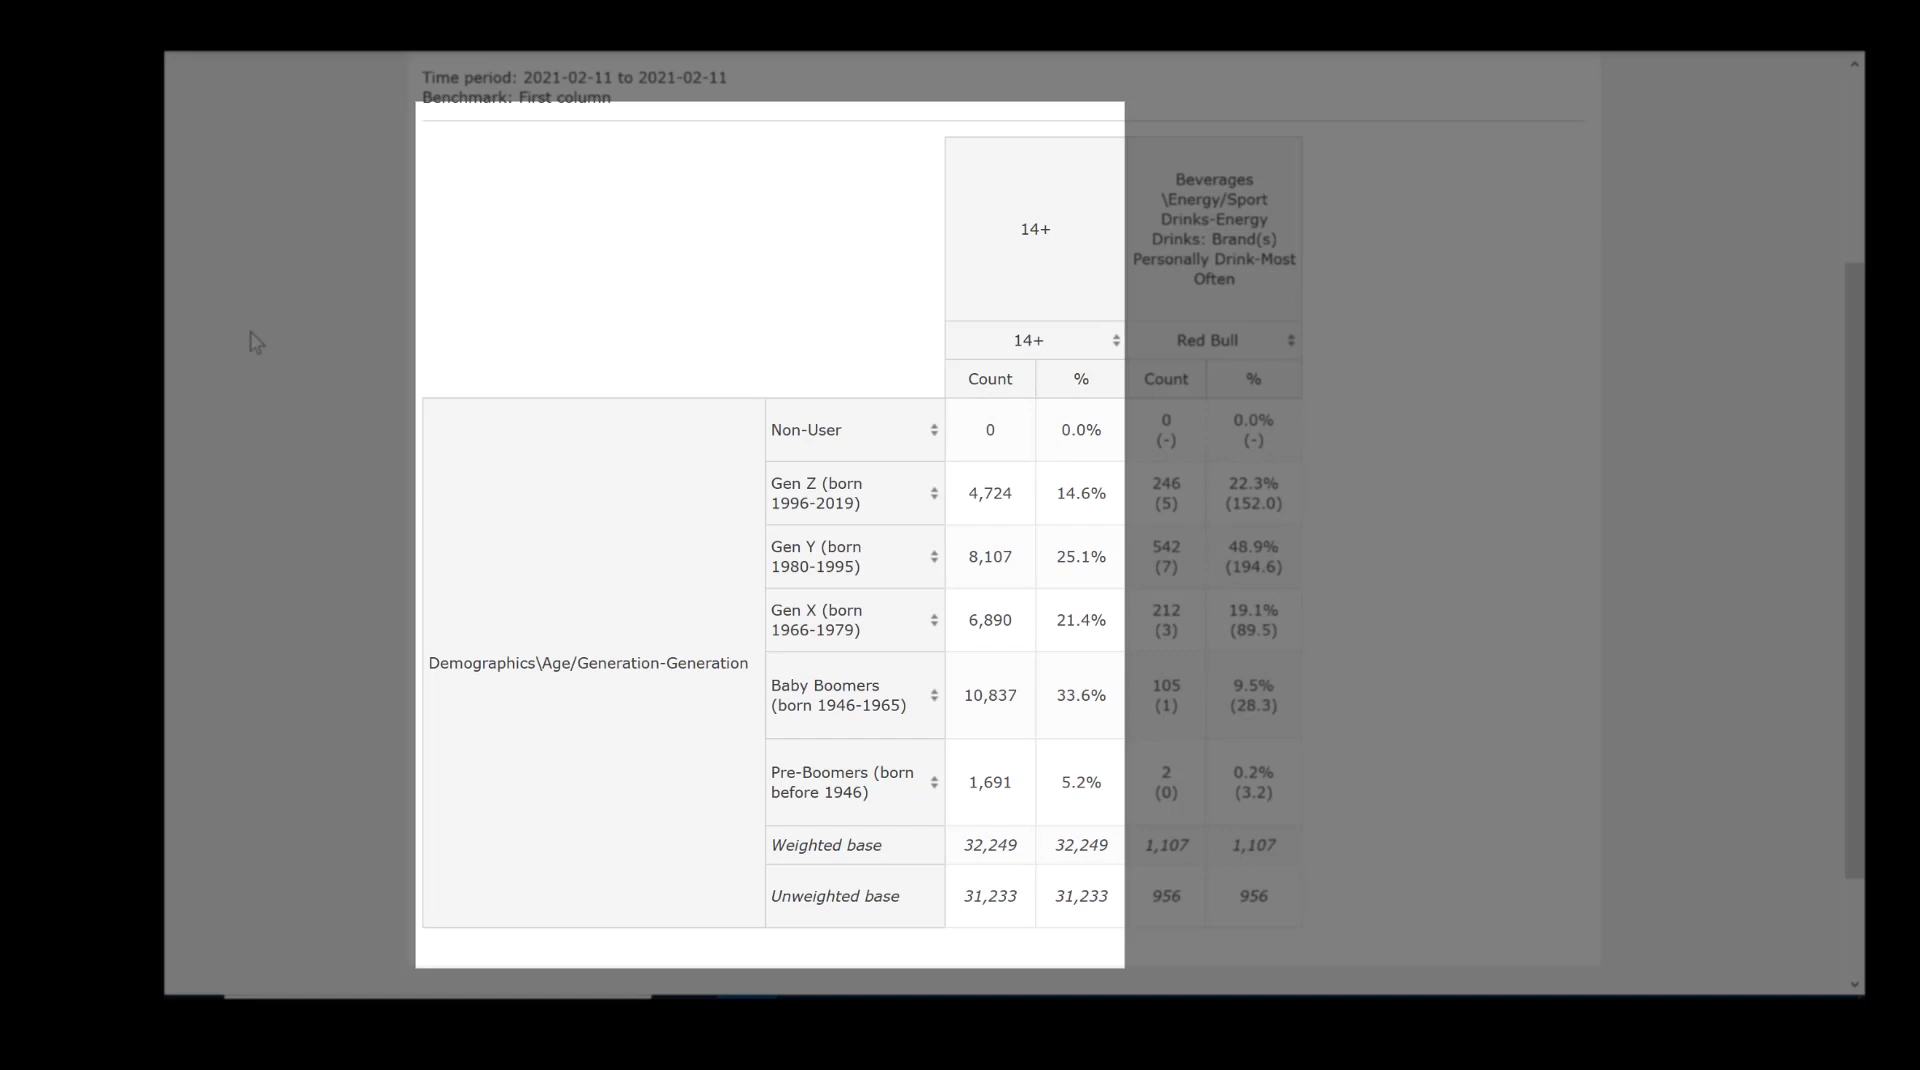 Time period: 2021-02-11 to 2021-02-11
Benchmark: First column
14+
Beverages
\Energy/Sport
Drinks-Energy
Drinks: Brand(s)
Personally Drink-Most
Often
14+ Red Bull
Count % Count %
Demographics\Age/Generation-Generation
Non-User 0 0.0% 0 0.0%
(-) (-)
Gen Z (born
1996-2019) 4,724 14.6% 246 22.3%
(5) (152.0)
Gen Y (born
1980-1995) 8,107 25.1% 542 48.9%
(7) (194.6)
Gen X (born
1966-1979) 6,890 21.4% 212 19.1%
(3) (89.5)
Baby Boomers
(born 1946-1965) 10,837 33.6% 105 9.5%
(1) (28.3)
Pre-Boomers (born
before 1946) 1,691 5.2% 2 0.2%
(0) (3.2)
Weighted base 32,249 32,249 1,107 1,107
Unweighted base 31,233 31,233 956 956